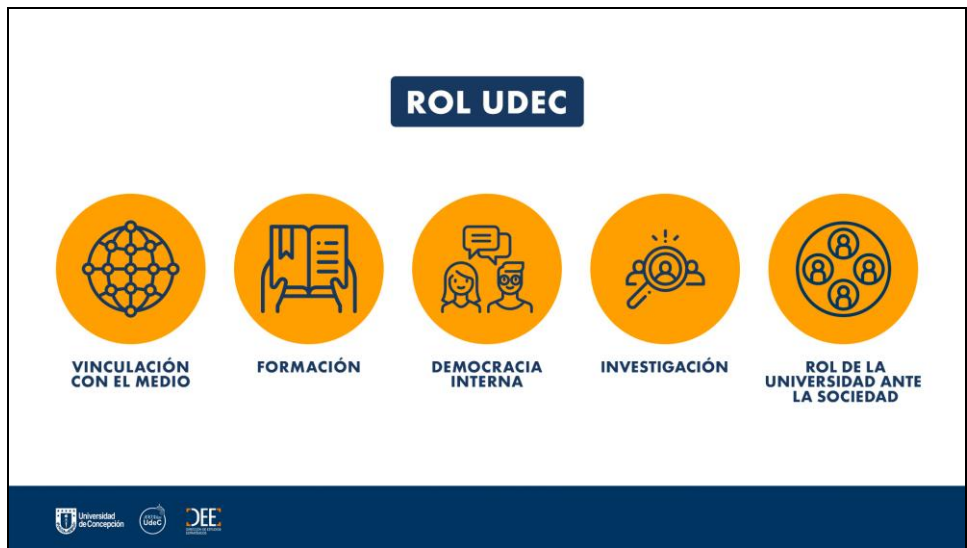 ROL UDEC
VINCULACIÓN
CON EL MEDIO
FORMACIÓN
DEMOCRACIA
INTERNA
INVESTIGACIÓN
ROL DE LA
UNIVERSIDAD ANTE
LA SOCIEDAD
Universidad
de Concepción
UdeC
DEE